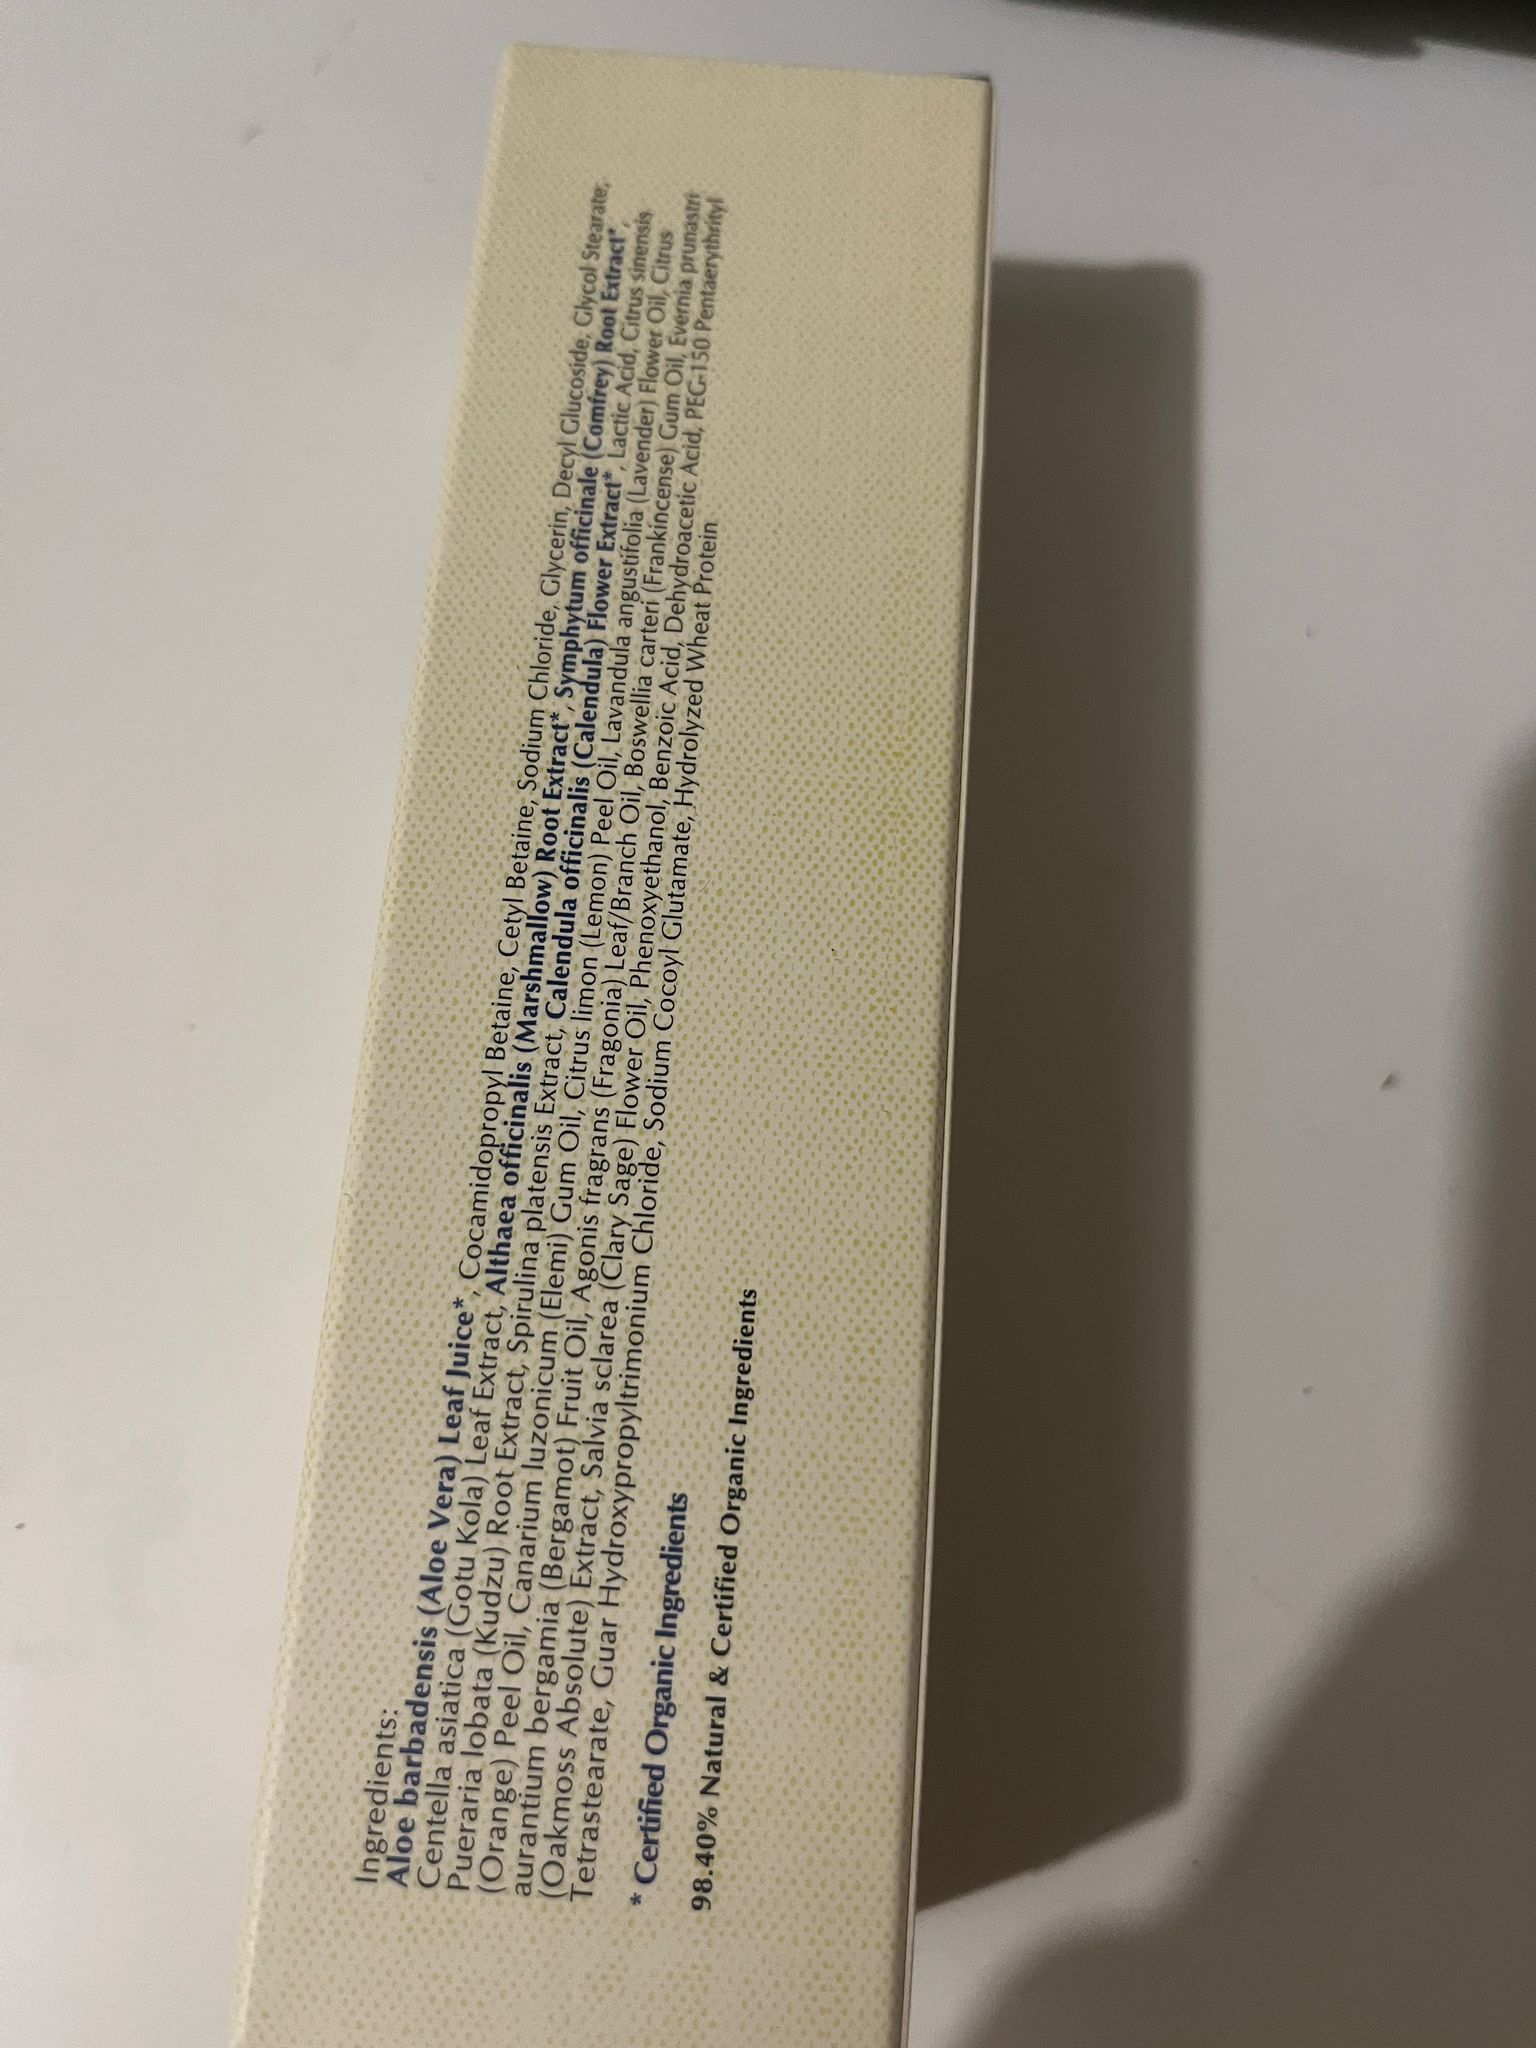 Ingredients:
Aloe barbadensis (Aloe Vera) Leaf Juice*, Cocamidopropyl Betaine, Cetyl Betaine, Sodium Chloride, Glycerin, Decyl Glucoside, Glycol Stearate,
Centella asiatica (Gotu Kola) Leaf Extract, Althaea officinalis (Marshmallow) Root Extract*, Symphytum officinale (Comfrey) Root Extract*,
Pueraria lobata (Kudzu) Root Extract, Spirulina platensis Extract, Calendula officinalis (Calendula) Flower Extract*, Lactic Acid, Citrus sinensis
(Orange) Peel Oil, Canarium luzonicum (Elemi) Gum Oil, Citrus limon (Lemon) Peel Oil, Lavandula angustifolia (Lavender) Flower Oil, Citrus
aurantium bergamia (Bergamot) Fruit Oil, Agonis fragrans (Fragonia) Leaf/Branch Oil, Boswellia carteri (Frankincense) Gum Oil, Evernia prunastri
(Oakmoss Absolute) Extract, Salvia sclarea (Clary Sage) Flower Oil, Phenoxyethanol, Benzoic Acid, Dehydroacetic Acid, PEG-150 Pentaerythrityl
Tetrastearate, Guar Hydroxypropyltrimonium Chloride, Sodium Cocoyl Glutamate, Hydrolyzed Wheat Protein
* Certified Organic Ingredients
98.40% Natural & Certified Organic Ingredients